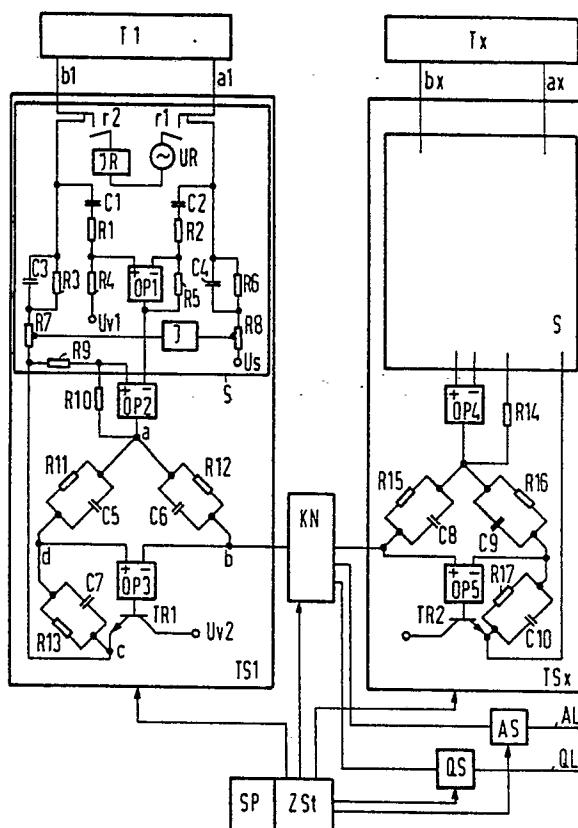 T1 Tx
b1 a1 bx ax
r2 r1
JR UR
C1 C2
R1 R2
C3 R3 R4 + - OP1 R5 C4 R6
R7 Uv1 J R8
R9 Us S
R10 + - OP2 S
a + - OP4 R14
R11 R12 R15 R16
C5 C6 KN C8 C9
d + - OP3 b + - OP5 R17
C7 TR1 TR2 C10
R13 Uv2
c TS1 TSx
AS AL
QS QL
SP ZSt